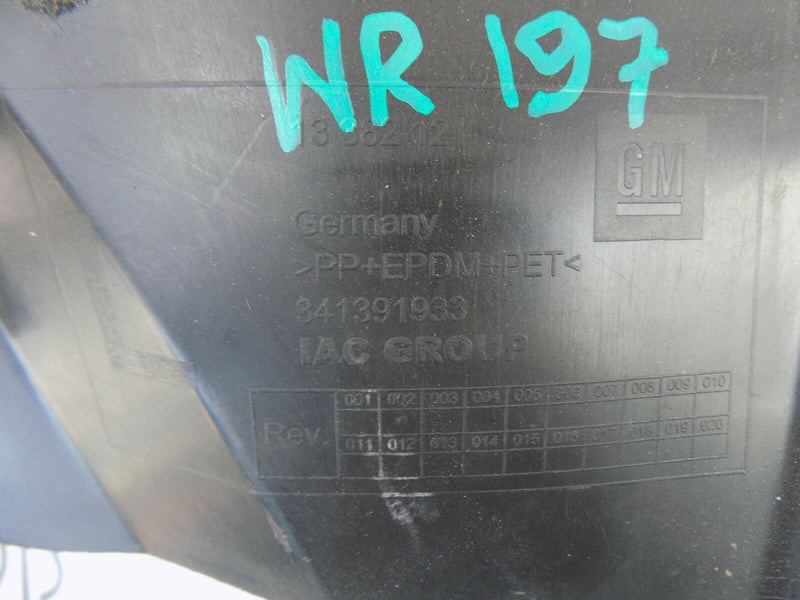 WR 197
GM
Germany
>PP+EPDM+PET<
341391933
IAC GROUP
Rev.
001 002 003 004 005 006 007 008 009 010
011 012 013 014 015 016 017 018 019 020